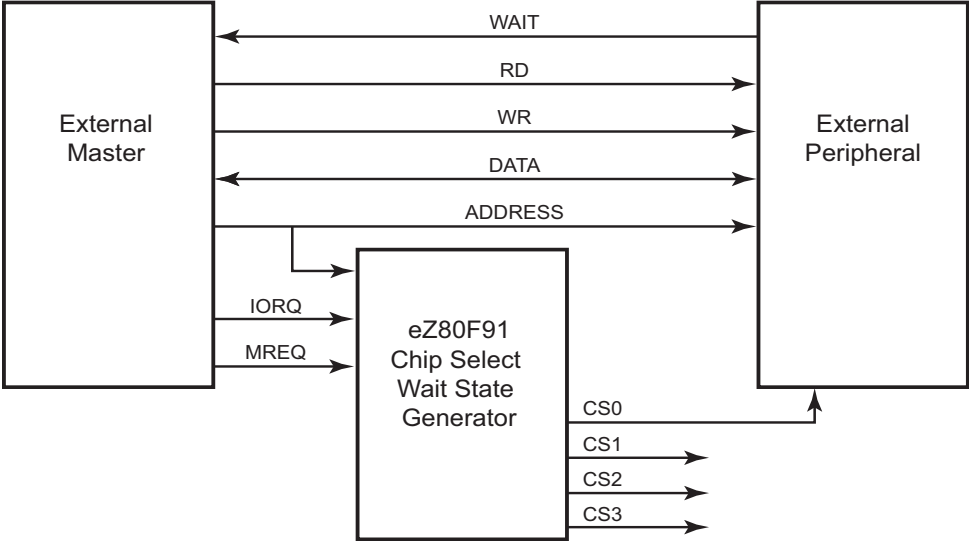 WAIT
RD
WR
DATA
ADDRESS
External
Master
External
Peripheral
IORQ
MREQ
eZ80F91
Chip Select
Wait State
Generator
CS0
CS1
CS2
CS3